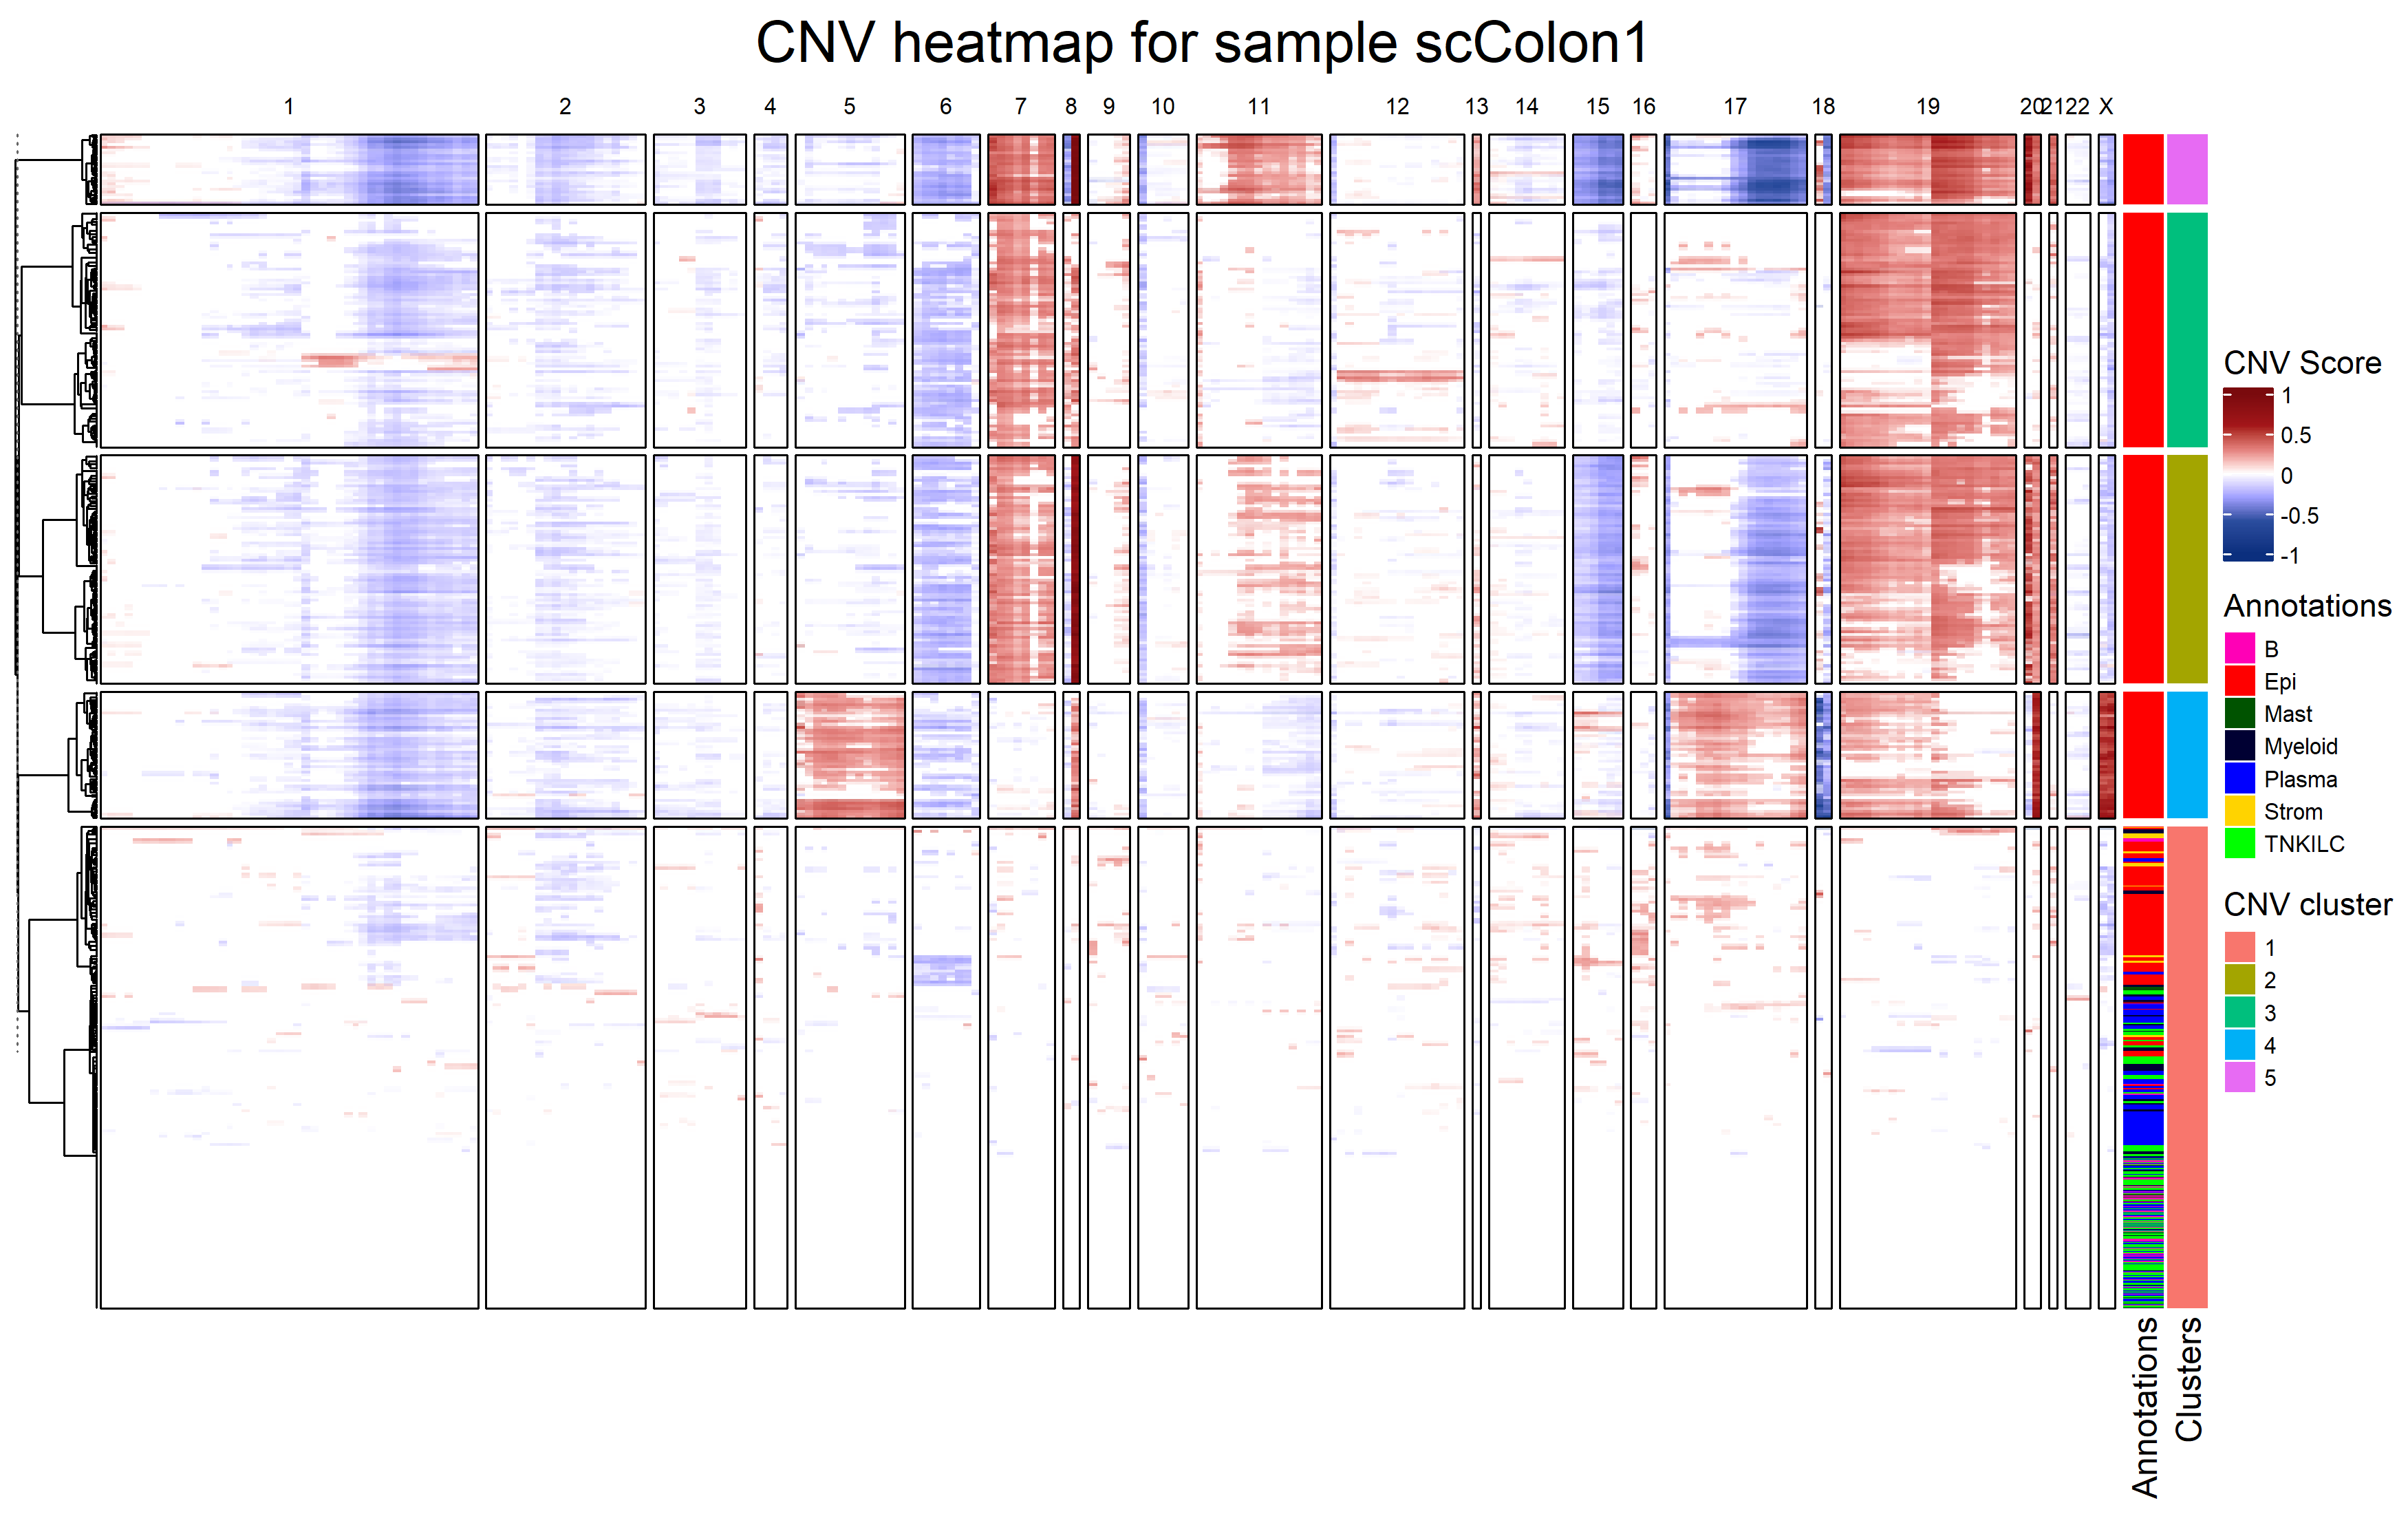 CNV heatmap for sample scColon1
1 2 3 4 5 6 7 8 9 10 11 12 13 14 15 16 17 18 19 20 21 22 X
CNV Score
1
0.5
0
-0.5
-1
Annotations
B
Epi
Mast
Myeloid
Plasma
Strom
TNKILC
CNV cluster
1
2
3
4
5
Annotations
Clusters